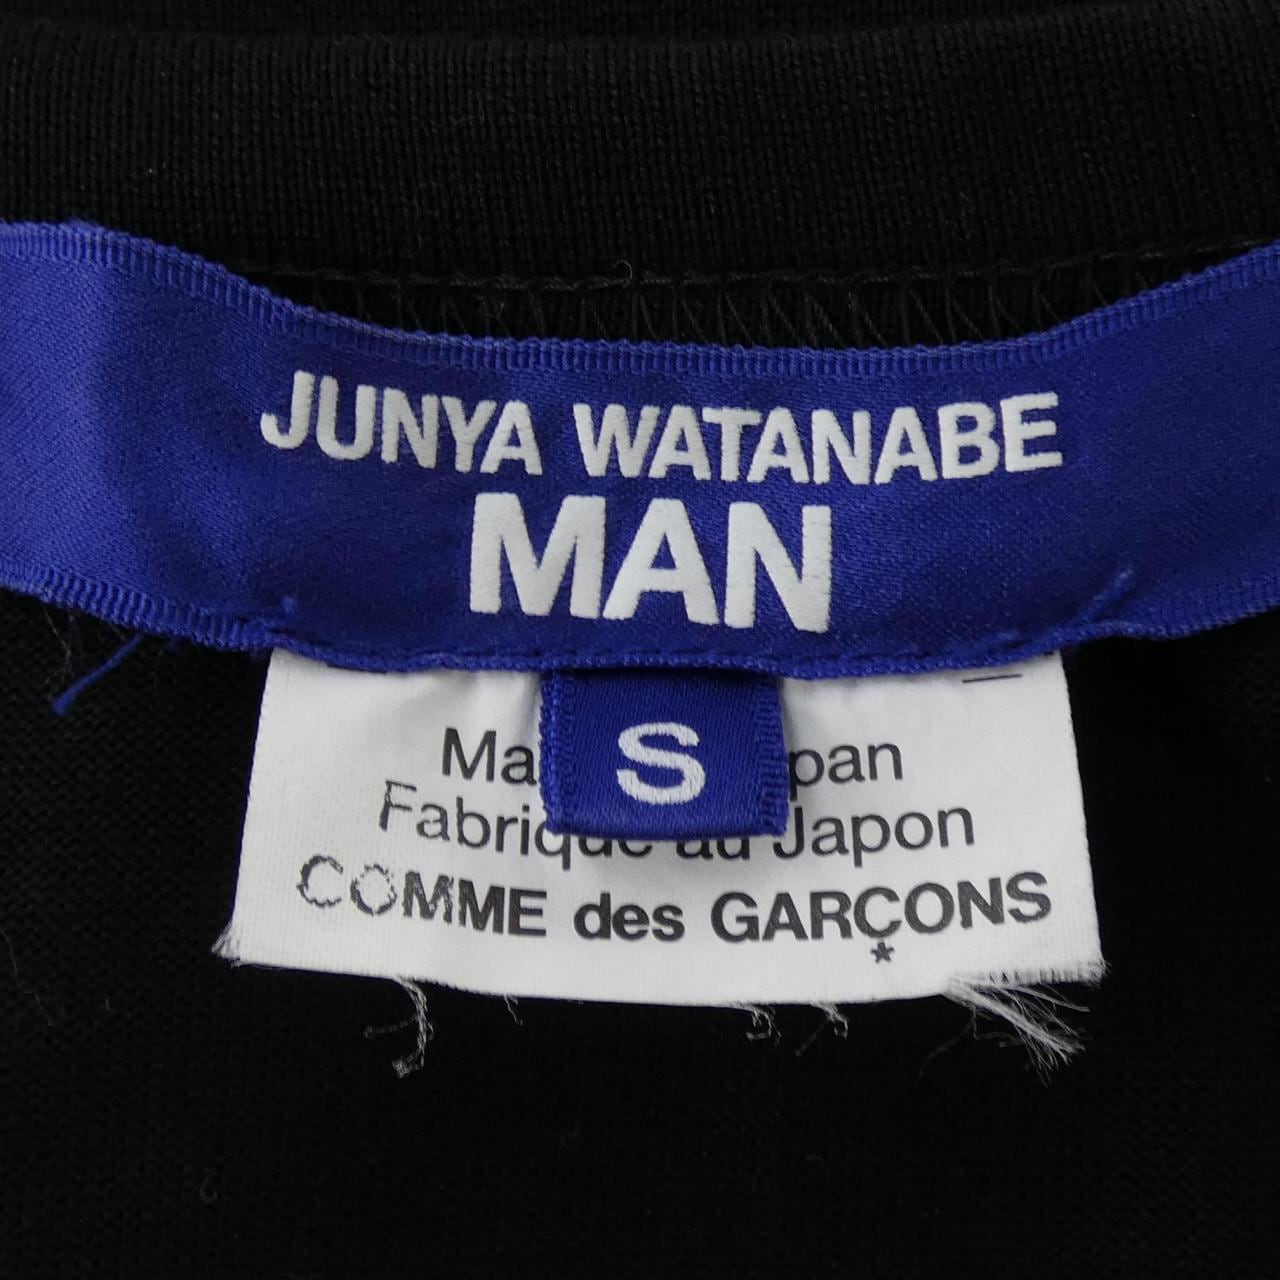 JUNYA WATANABE
MAN
S
Ma pan
Fabrique au Japon
COMME des GARÇONS
*